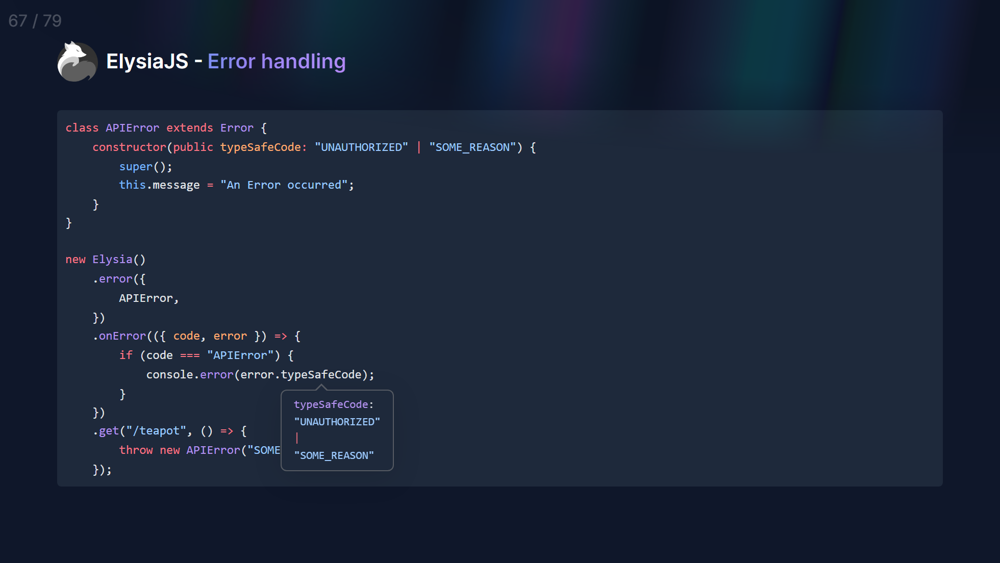 67 / 79
ElysiaJS - Error handling
class APIError extends Error {
    constructor(public typeSafeCode: "UNAUTHORIZED" | "SOME_REASON") {
        super();
        this.message = "An Error occurred";
    }
}
new Elysia()
    .error({
        APIError,
    })
    .onError(({ code, error }) => {
        if (code === "APIError") {
            console.error(error.typeSafeCode);
        }
    })
    .get("/teapot", () => {
        throw new APIError("SOME
    });
typeSafeCode:
"UNAUTHORIZED"
|
"SOME_REASON"